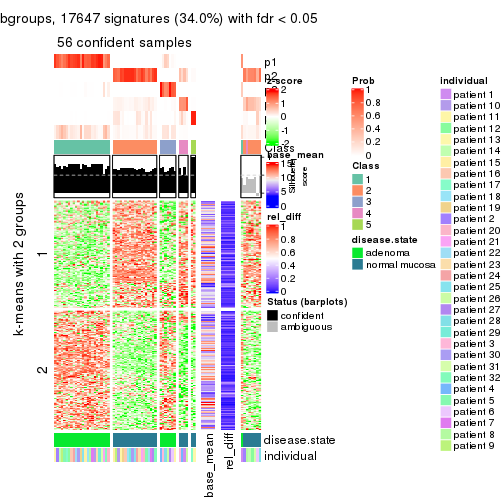 bgroups, 17647 signatures (34.0%) with fdr < 0.05
56 confident samples
p1
p2
z-score
2
1
0
-1
-2
Class
base_mean
15
10
5
0
Silhouette
score
rel_diff
1
0.8
0.6
0.4
0.2
0
Status (barplots)
confident
ambiguous
k-means with 2 groups
1
2
disease.state
individual
base_mean
rel_diff
Prob
1
0.8
0.6
0.4
0.2
0
Class
1
2
3
4
5
disease.state
adenoma
normal mucosa
individual
patient 1
patient 10
patient 11
patient 12
patient 13
patient 14
patient 15
patient 16
patient 17
patient 18
patient 19
patient 2
patient 20
patient 21
patient 22
patient 23
patient 24
patient 25
patient 26
patient 27
patient 28
patient 29
patient 3
patient 30
patient 31
patient 32
patient 4
patient 5
patient 6
patient 7
patient 8
patient 9